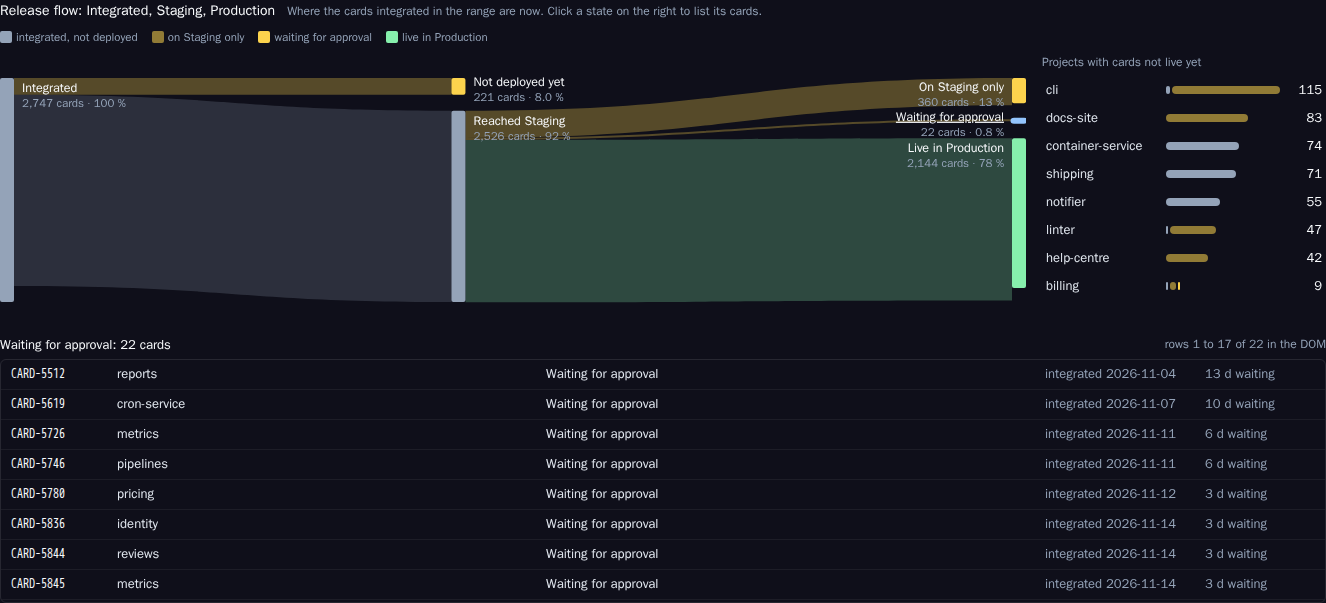 Release flow: Integrated, Staging, Production Where the cards integrated in the range are now. Click a state on the right to list its cards.
integrated, not deployed on Staging only waiting for approval live in Production
Integrated
2,747 cards · 100 %
Not deployed yet
221 cards · 8.0 %
Reached Staging
2,526 cards · 92 %
On Staging only
360 cards · 13 %
Waiting for approval
22 cards · 0.8 %
Live in Production
2,144 cards · 78 %
Projects with cards not live yet
cli 115
docs-site 83
container-service 74
shipping 71
notifier 55
linter 47
help-centre 42
billing 9
Waiting for approval: 22 cards rows 1 to 17 of 22 in the DOM
CARD-5512 reports Waiting for approval integrated 2026-11-04 13 d waiting
CARD-5619 cron-service Waiting for approval integrated 2026-11-07 10 d waiting
CARD-5726 metrics Waiting for approval integrated 2026-11-11 6 d waiting
CARD-5746 pipelines Waiting for approval integrated 2026-11-11 6 d waiting
CARD-5780 pricing Waiting for approval integrated 2026-11-12 3 d waiting
CARD-5836 identity Waiting for approval integrated 2026-11-14 3 d waiting
CARD-5844 reviews Waiting for approval integrated 2026-11-14 3 d waiting
CARD-5845 metrics Waiting for approval integrated 2026-11-14 3 d waiting